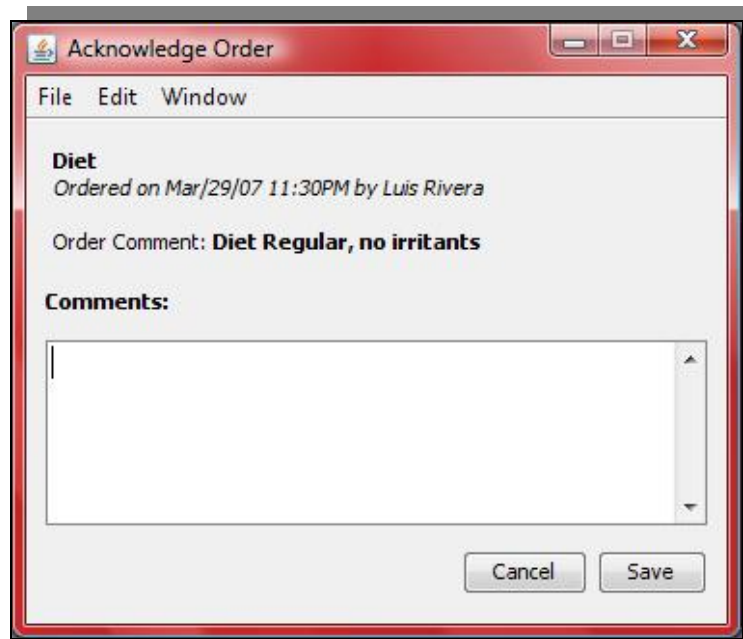 Acknowledge Order
File Edit Window
Diet
Ordered on Mar/29/07 11:30PM by Luis Rivera
Order Comment: Diet Regular, no irritants
Comments:
Cancel Save